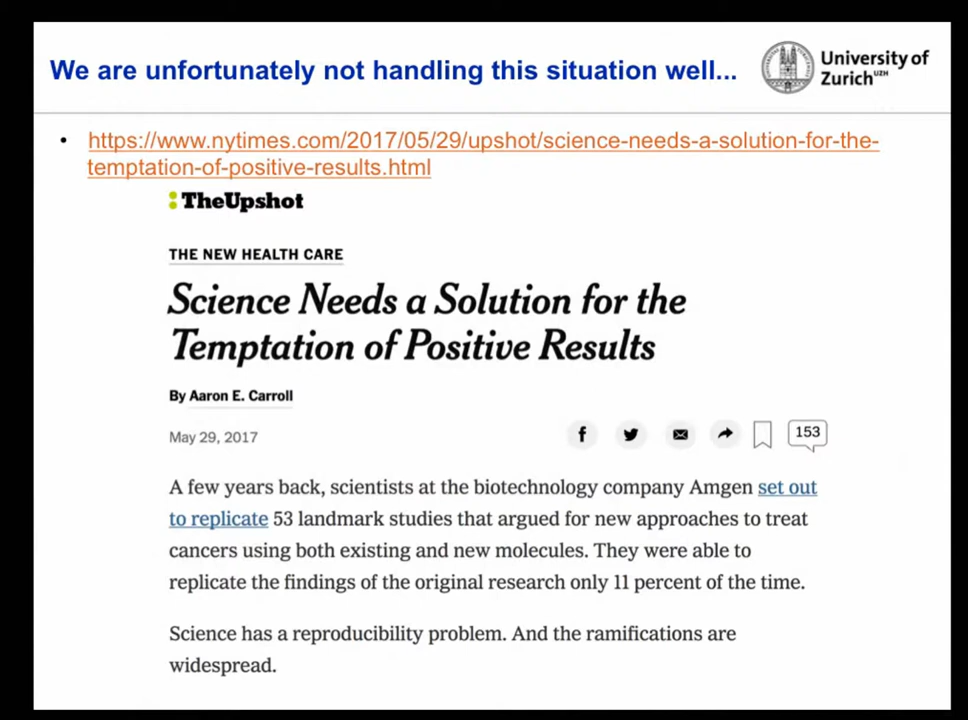 We are unfortunately not handling this situation well...
University of
Zurich UZH
• https://www.nytimes.com/2017/05/29/upshot/science-needs-a-solution-for-the-
temptation-of-positive-results.html
TheUpshot
THE NEW HEALTH CARE
Science Needs a Solution for the
Temptation of Positive Results
By Aaron E. Carroll
May 29, 2017
153
A few years back, scientists at the biotechnology company Amgen set out
to replicate 53 landmark studies that argued for new approaches to treat
cancers using both existing and new molecules. They were able to
replicate the findings of the original research only 11 percent of the time.
Science has a reproducibility problem. And the ramifications are
widespread.